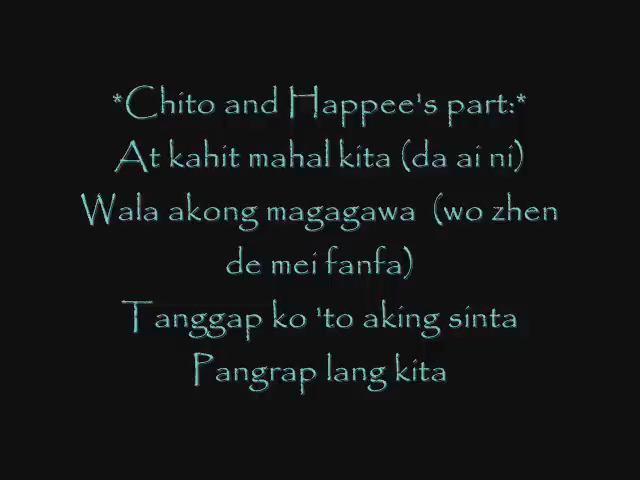 *Chito and Happee's part:*
At kahit mahal kita (da ai ni)
Wala akong magagawa (wo zhen
de mei fanfa)
Tanggap ko 'to aking sinta
Pangrap lang kita